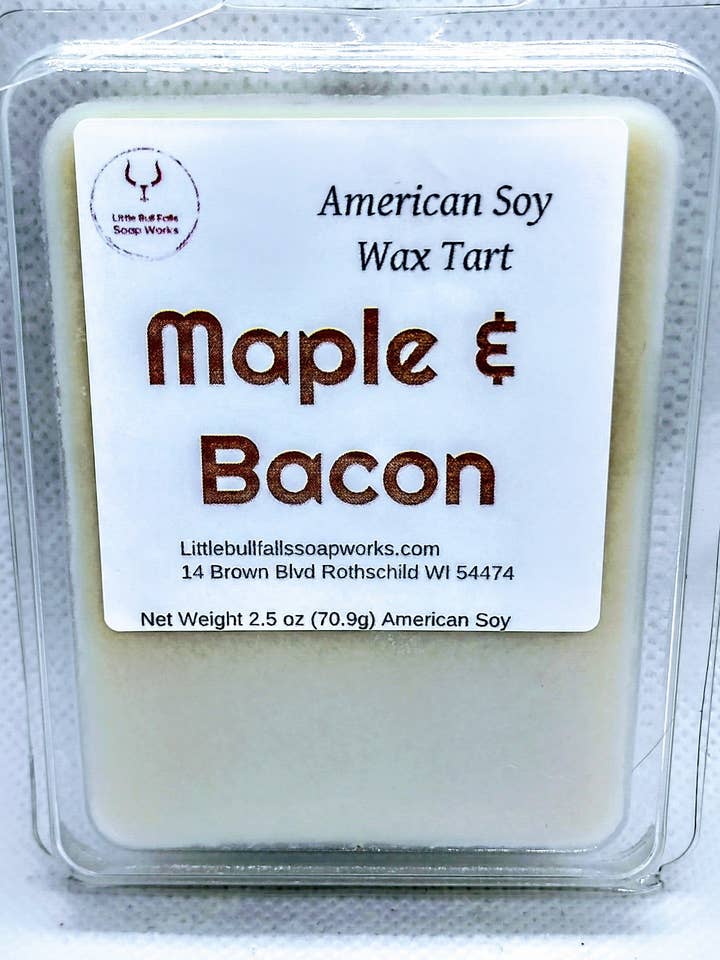 Little Bull Falls
Soap Works
American Soy
Wax Tart
Maple &
Bacon
Littlebullfallssoapworks.com
14 Brown Blvd Rothschild WI 54474
Net Weight 2.5 oz (70.9g) American Soy